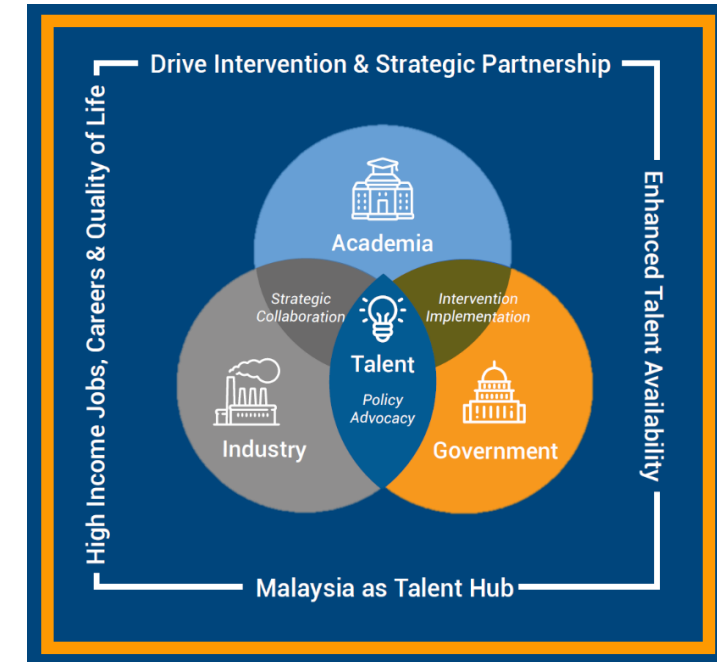 Drive Intervention & Strategic Partnership
High Income Jobs, Careers & Quality of Life
Enhanced Talent Availability
Academia
Strategic
Collaboration
Intervention
Implementation
Talent
Policy
Advocacy
Industry
Government
Malaysia as Talent Hub